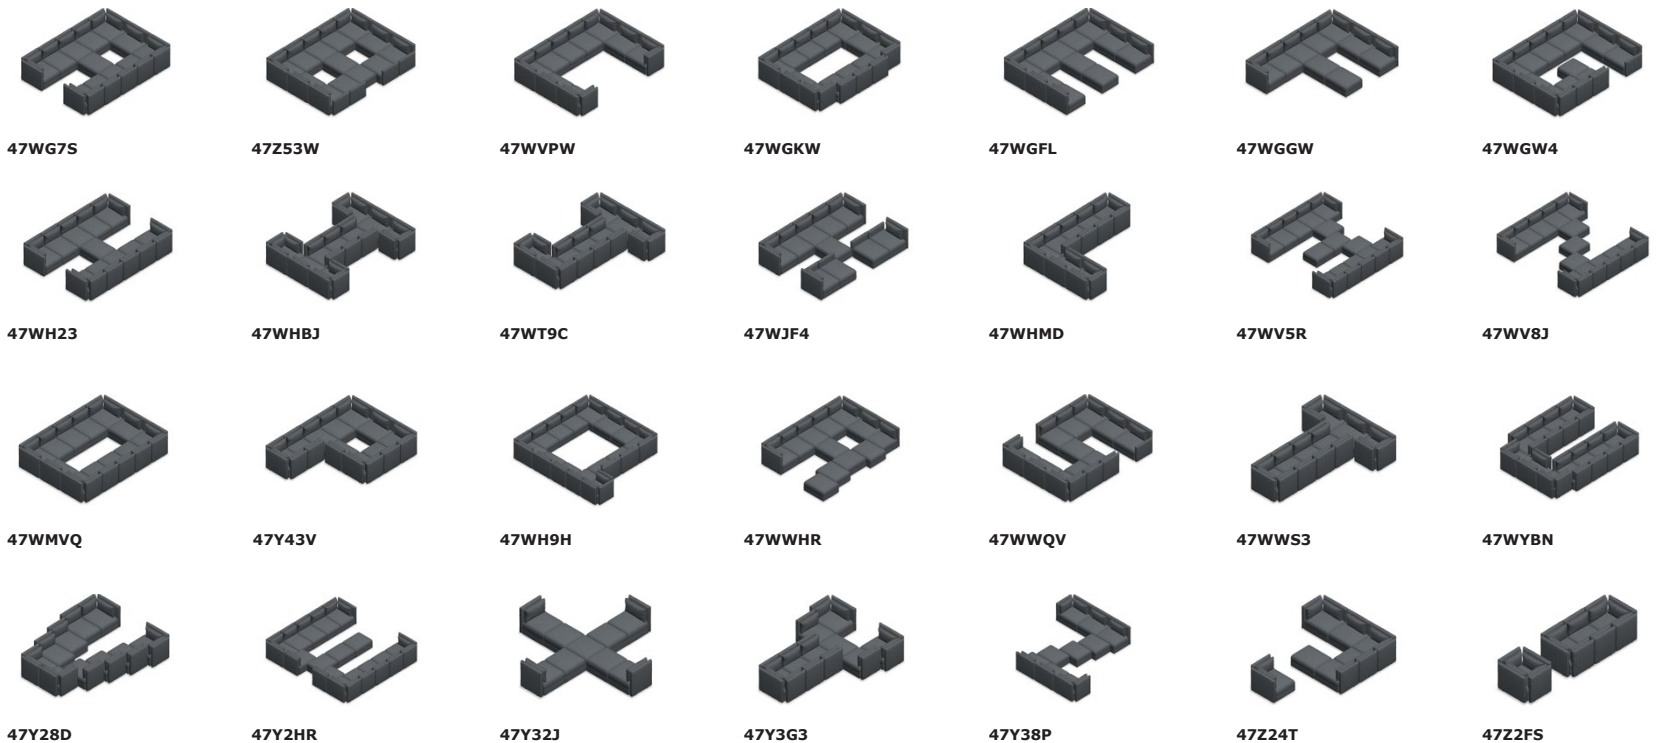 47WG7S 47Z53W 47WVPW 47WGKW 47WGFL 47WGGW 47WGW4
47WH23 47WHBJ 47WT9C 47WJF4 47WHMD 47WV5R 47WV8J
47WMVQ 47Y43V 47WH9H 47WWHR 47WWQV 47WWS3 47WYBN
47Y28D 47Y2HR 47Y32J 47Y3G3 47Y38P 47Z24T 47Z2FS